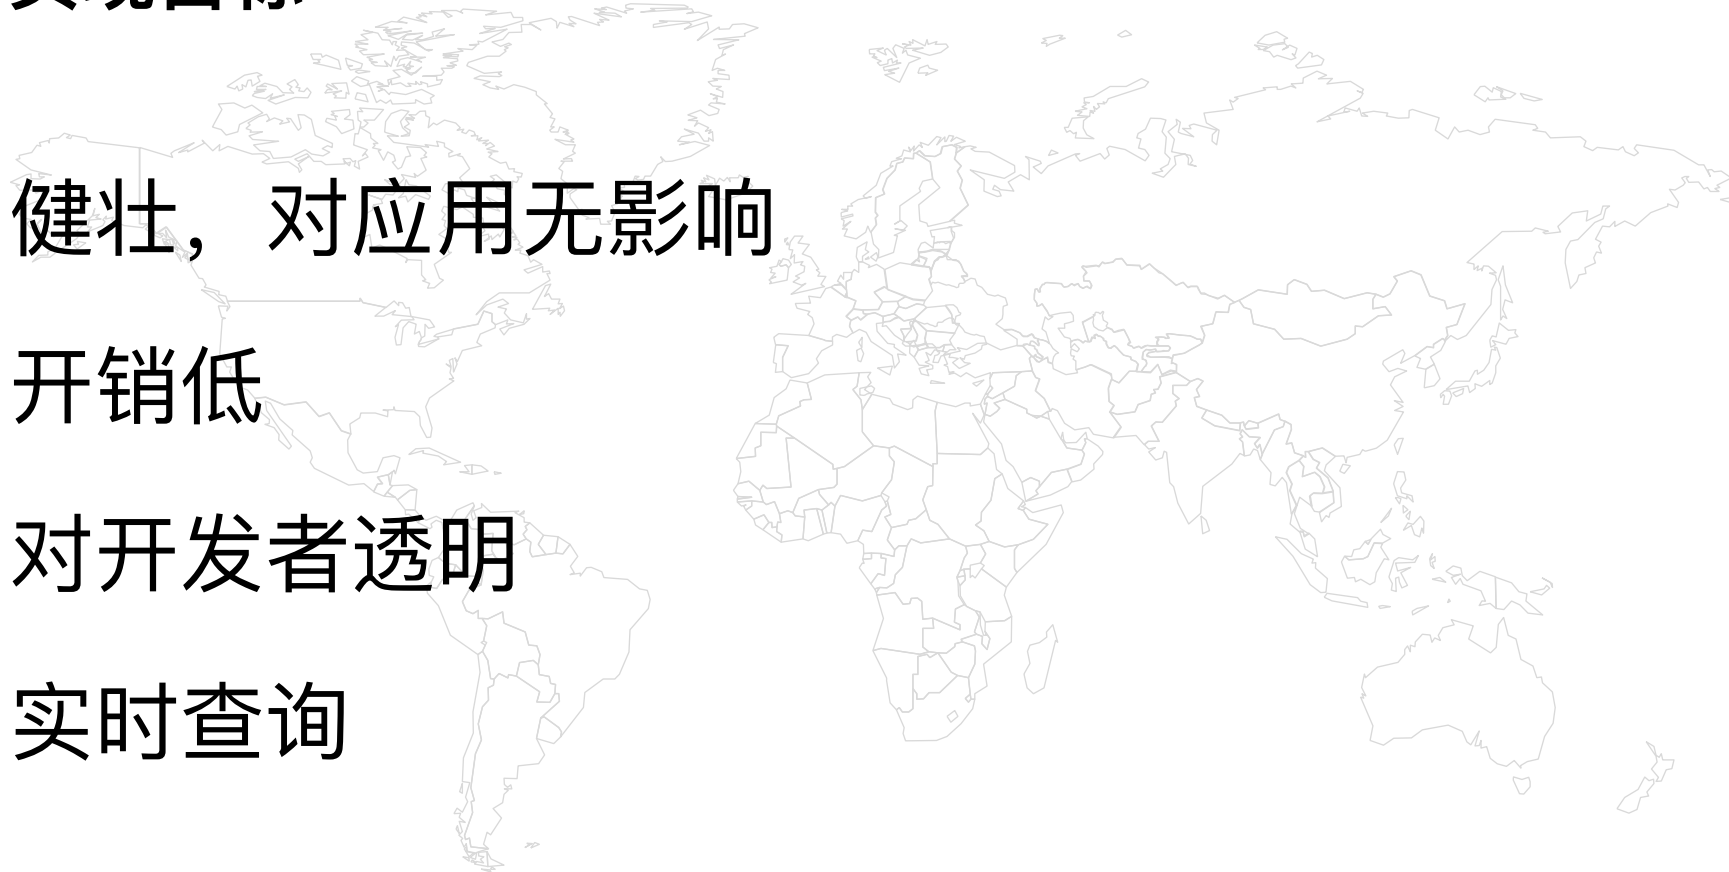 健壮，对应用无影响
开销低
对开发者透明
实时查询